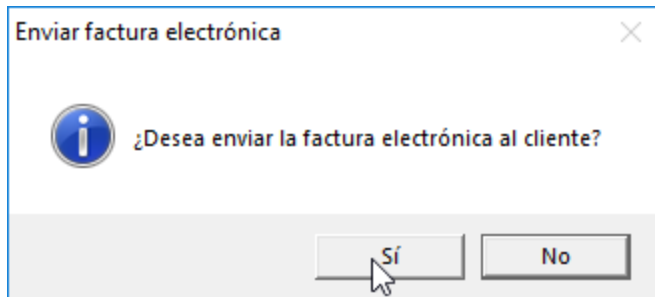 Enviar factura electrónica
¿Desea enviar la factura electrónica al cliente?
Sí No